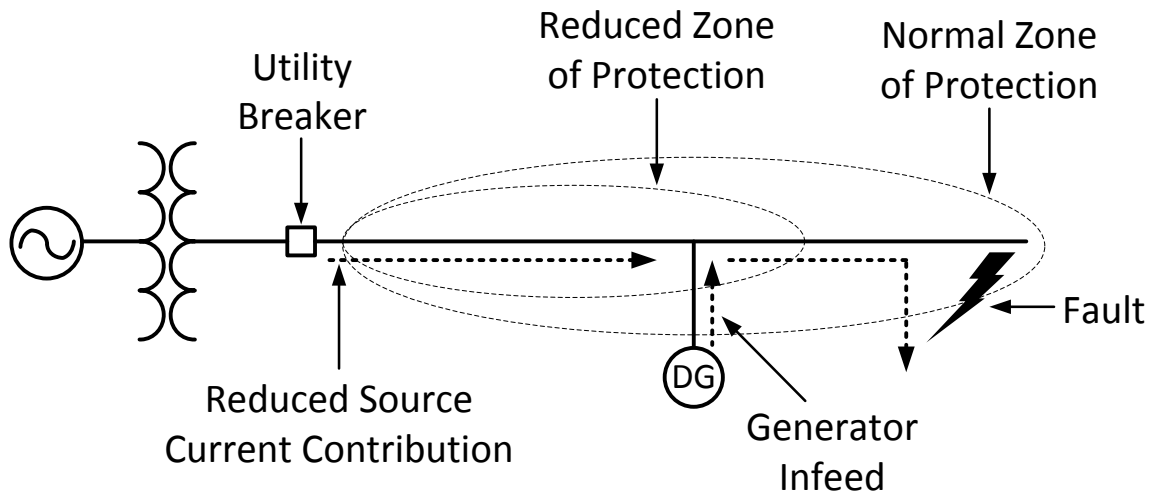 Utility
Breaker
Reduced Zone
of Protection
Normal Zone
of Protection
Fault
DG
Reduced Source
Current Contribution
Generator
Infeed